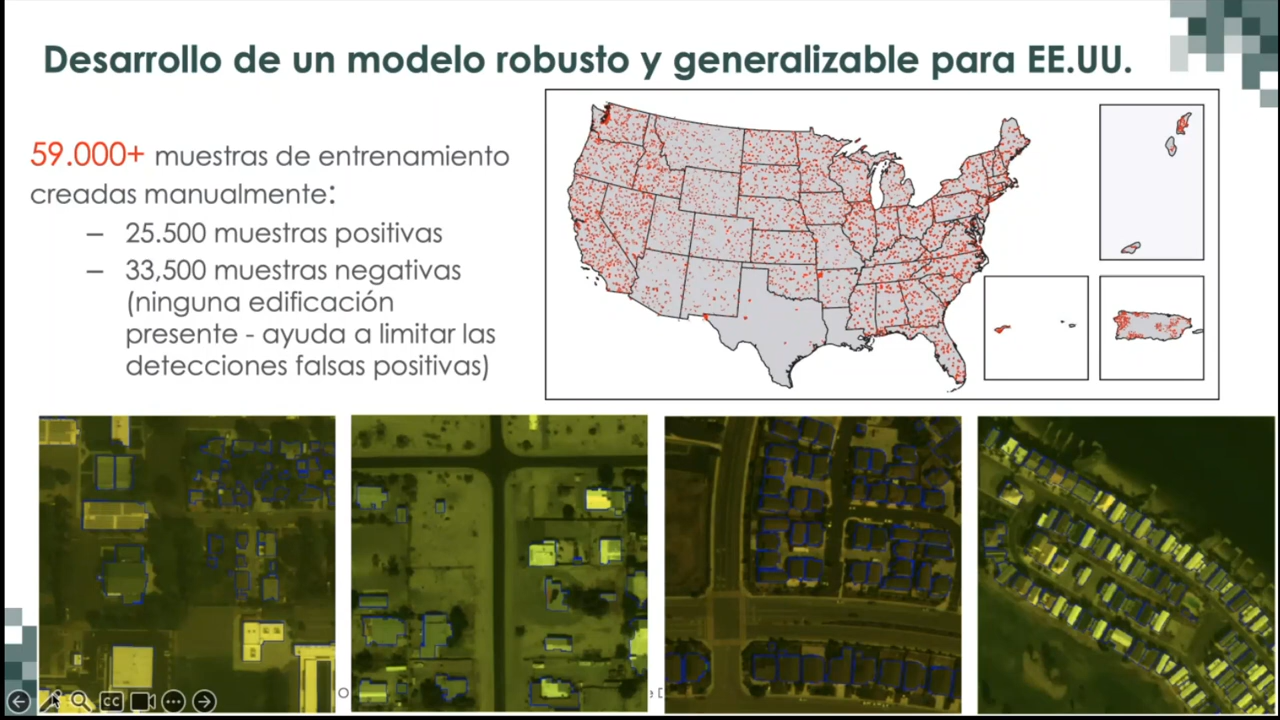 Desarrollo de un modelo robusto y generalizable para EE.UU.
59.000+ muestras de entrenamiento
creadas manualmente:
– 25.500 muestras positivas
– 33,500 muestras negativas
(ninguna edificación
presente - ayuda a limitar las
detecciones falsas positivas)
CC